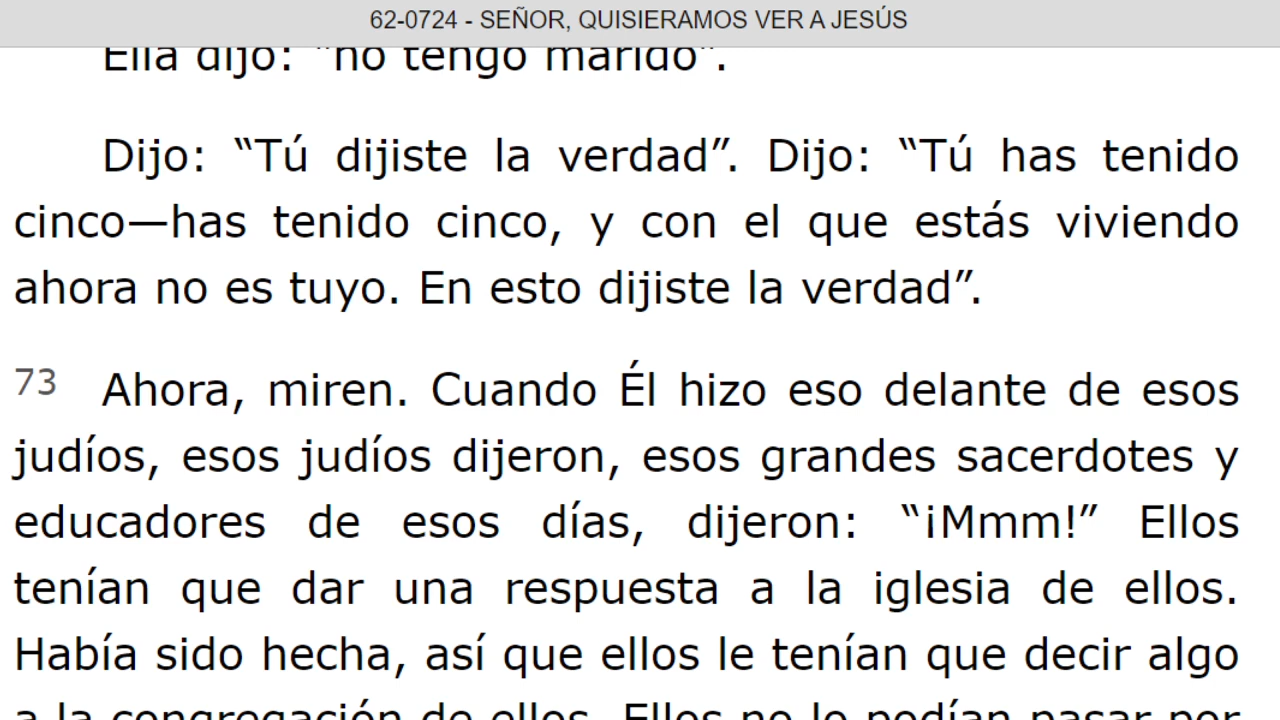 62-0724 - SEÑOR, QUISIERAMOS VER A JESÚS
Ella dijo: “no tengo marido”.
Dijo: “Tú dijiste la verdad”. Dijo: “Tú has tenido
cinco—has tenido cinco, y con el que estás viviendo
ahora no es tuyo. En esto dijiste la verdad”.
73 Ahora, miren. Cuando Él hizo eso delante de esos
judíos, esos judíos dijeron, esos grandes sacerdotes y
educadores de esos días, dijeron: “¡Mmm!” Ellos
tenían que dar una respuesta a la iglesia de ellos.
Había sido hecha, así que ellos le tenían que decir algo
a la congregación de ellos. Ellos no lo podían pasar por